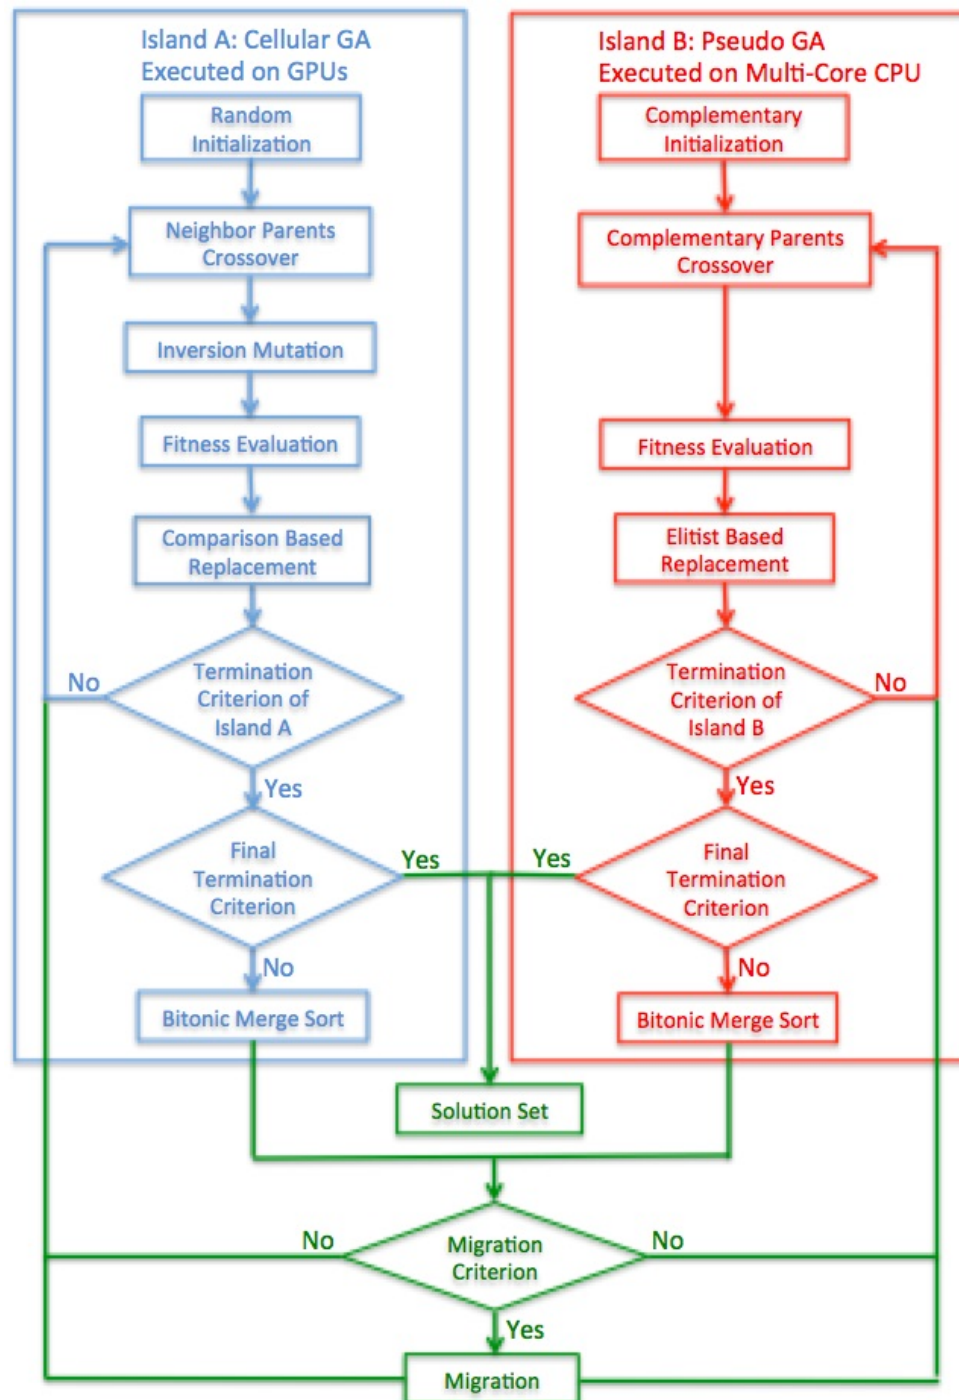 Island A: Cellular GA
Executed on GPUs
Random
Initialization
Neighbor Parents
Crossover
Inversion Mutation
Fitness Evaluation
Comparison Based
Replacement
Termination
Criterion of
Island A
No
Yes
Final
Termination
Criterion
Yes
No
Bitonic Merge Sort
Island B: Pseudo GA
Executed on Multi-Core CPU
Complementary
Initialization
Complementary Parents
Crossover
Fitness Evaluation
Elitist Based
Replacement
Termination
Criterion of
Island B
No
Yes
Final
Termination
Criterion
Yes
No
Bitonic Merge Sort
Solution Set
Migration
Criterion
No
No
Yes
Migration